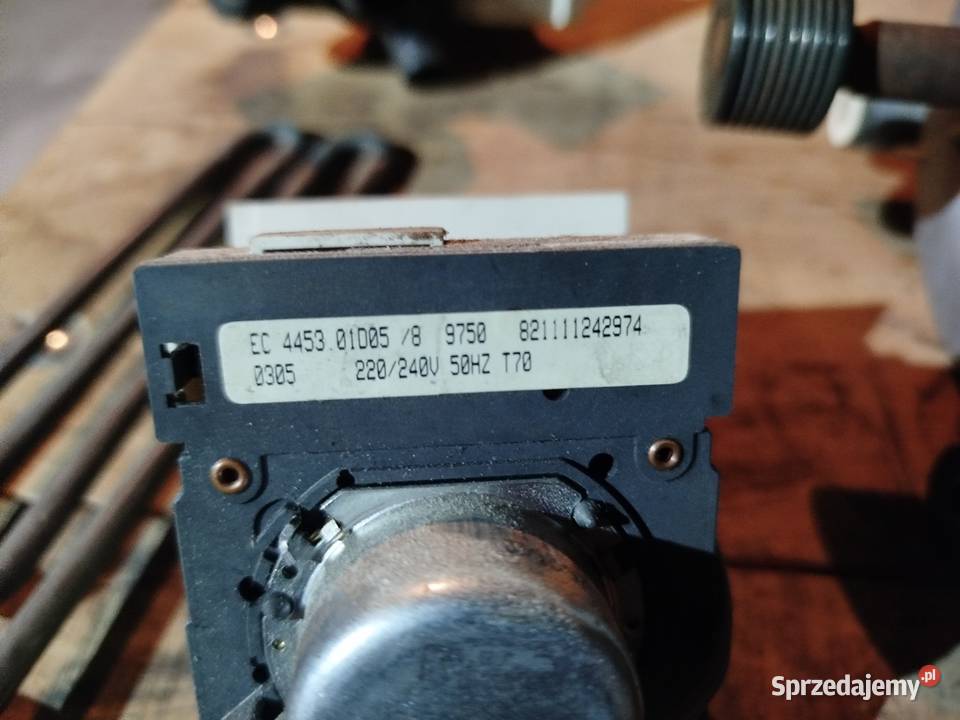 EC 4453.01D05 /8 9750 821111242974
0305 220/240V 50HZ T70
Sprzedajemy.pl